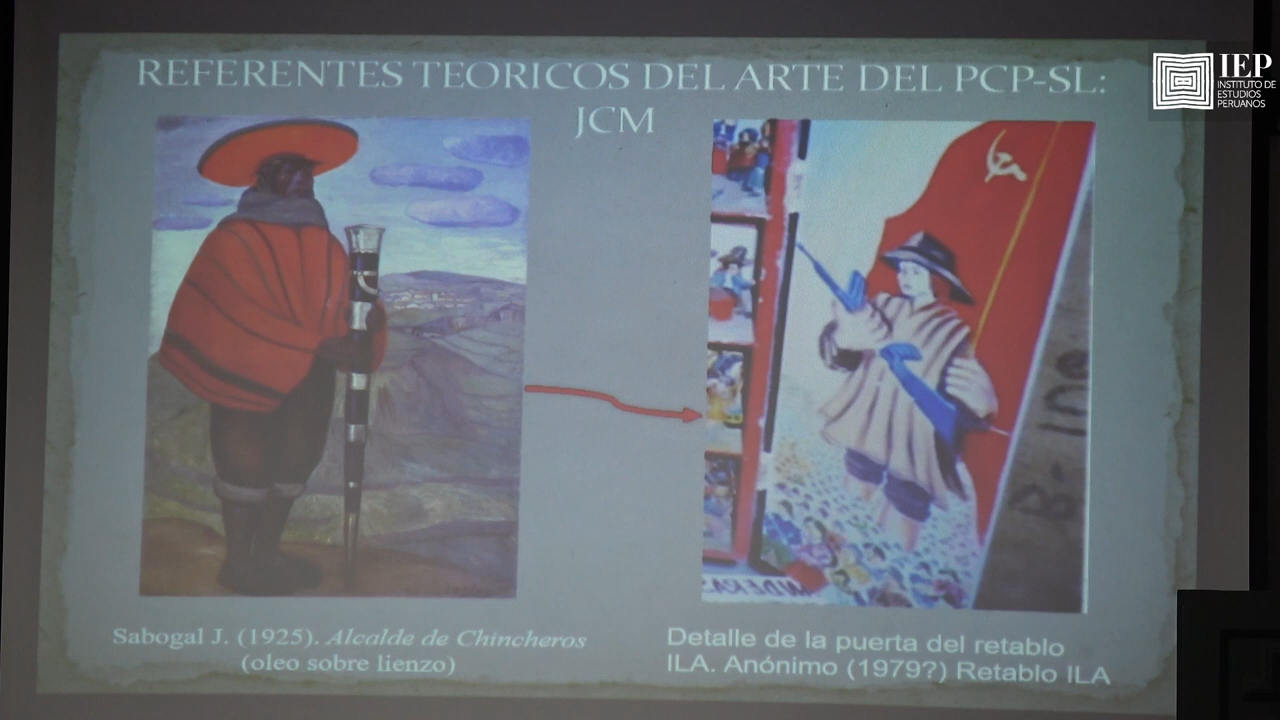 REFERENTES TEORICOS DEL ARTE DEL PCP-SL:
JCM
IEP
INSTITUTO DE
ESTUDIOS
PERUANOS
Sabogal J. (1925). Alcalde de Chincheros
(oleo sobre lienzo)
Detalle de la puerta del retablo
ILA. Anónimo (1979?) Retablo ILA